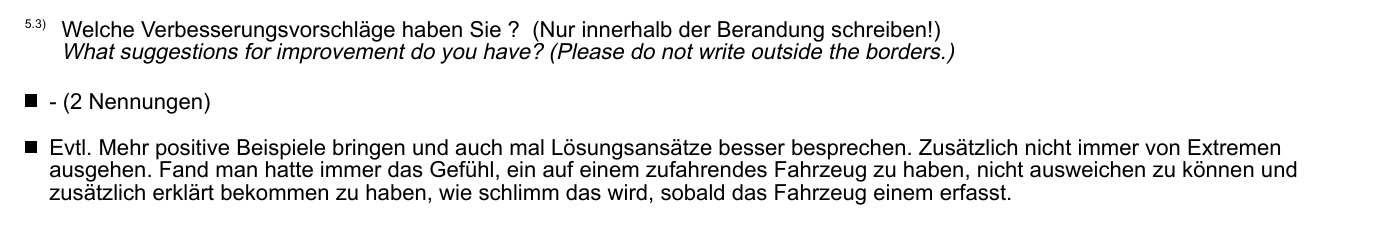 5.3) Welche Verbesserungsvorschläge haben Sie ? (Nur innerhalb der Berandung schreiben!)
What suggestions for improvement do you have? (Please do not write outside the borders.)
■ - (2 Nennungen)
■ Evtl. Mehr positive Beispiele bringen und auch mal Lösungsansätze besser besprechen. Zusätzlich nicht immer von Extremen
ausgehen. Fand man hatte immer das Gefühl, ein auf einem zufahrendes Fahrzeug zu haben, nicht ausweichen zu können und
zusätzlich erklärt bekommen zu haben, wie schlimm das wird, sobald das Fahrzeug einem erfasst.